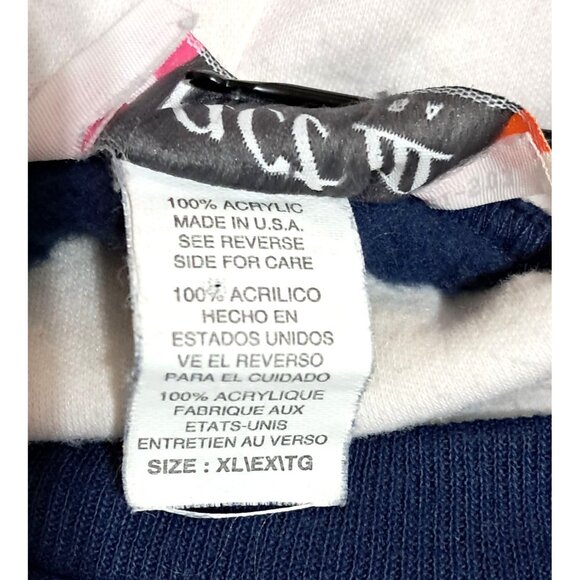 100% ACRYLIC
MADE IN U.S.A.
SEE REVERSE
SIDE FOR CARE
100% ACRILICO
HECHO EN
ESTADOS UNIDOS
VE EL REVERSO
PARA EL CUIDADO
100% ACRYLIQUE
FABRIQUE AUX
ETATS-UNIS
ENTRETIEN AU VERSO
SIZE : XL\EX\TG